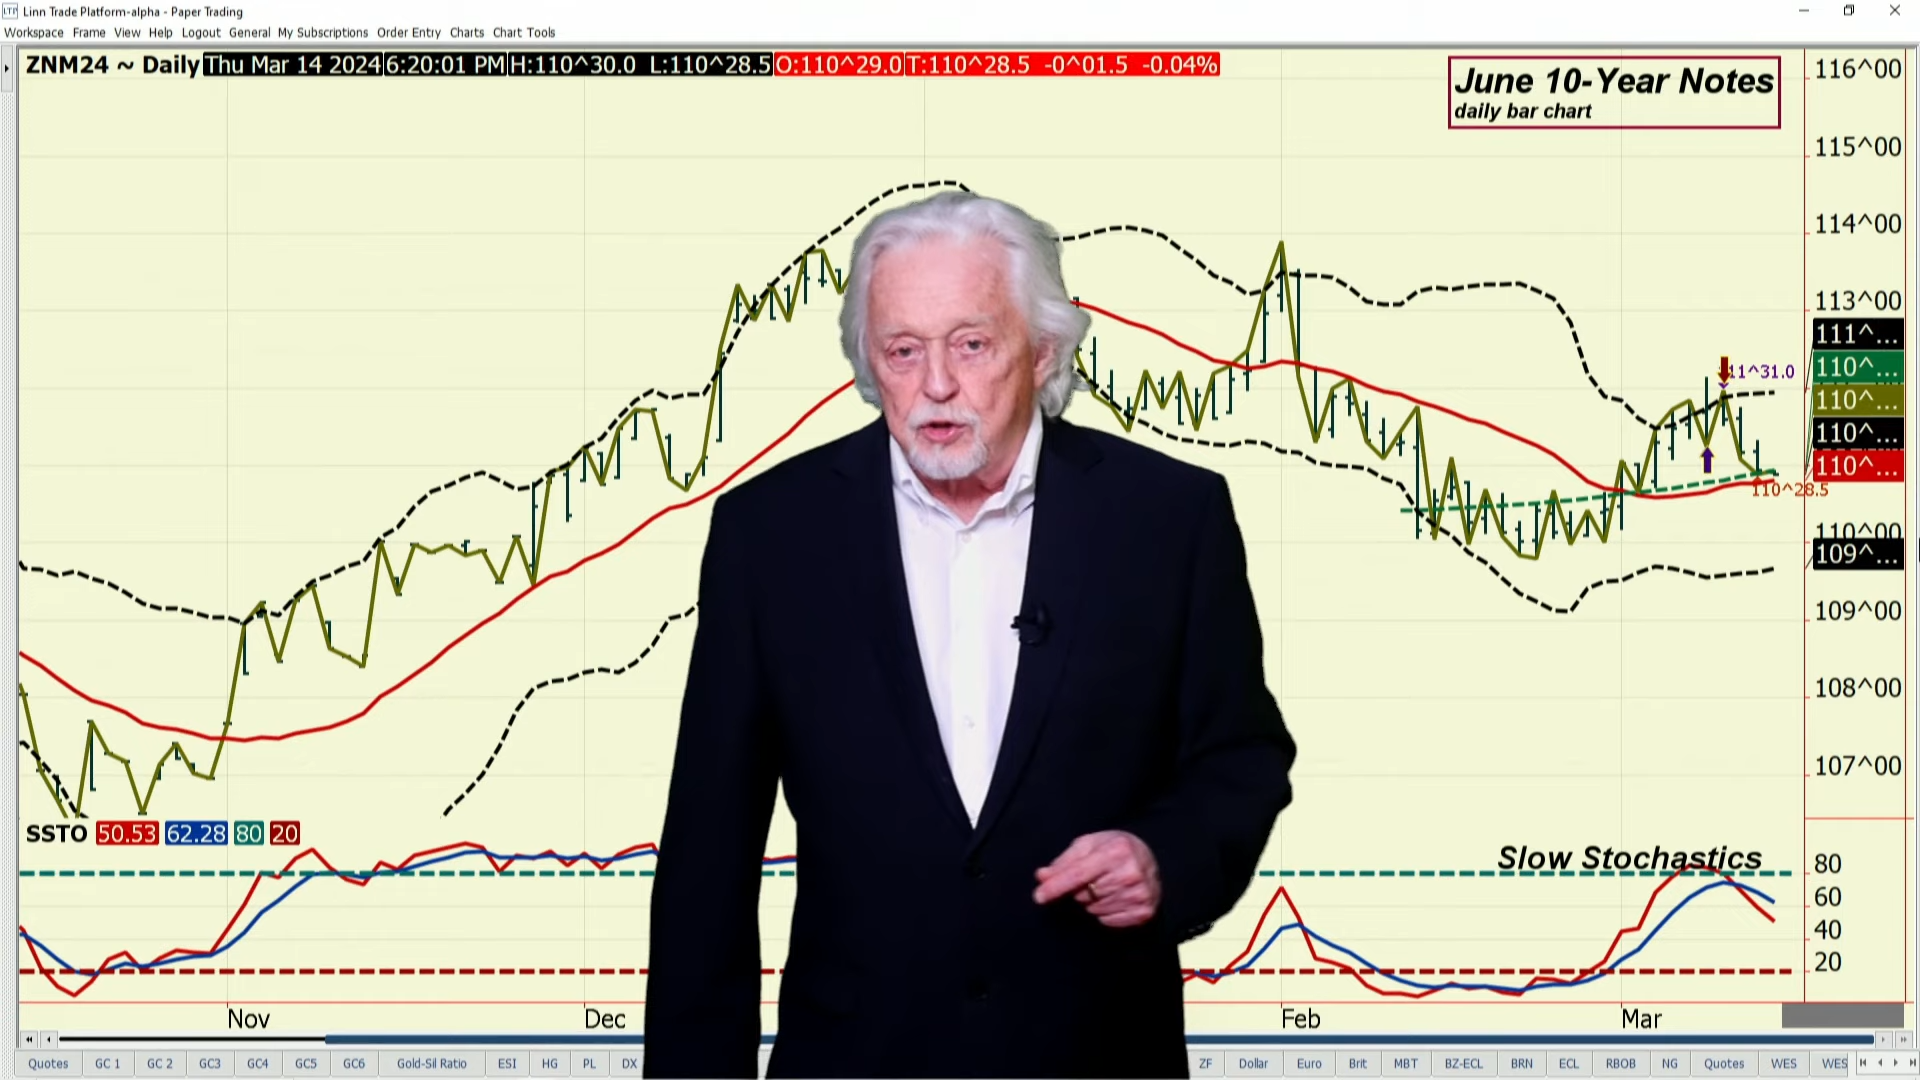 LTP Linn Trade Platform-alpha - Paper Trading
Workspace Frame View Help Logout General My Subscriptions Order Entry Charts Chart Tools
ZNM24 ~ Daily Thu Mar 14 2024 6:20:01 PM H:110^30.0 L:110^28.5 O:110^29.0 T:110^28.5 -0^01.5 -0.04%
June 10-Year Notes
daily bar chart
116^00
115^00
114^00
113^00
111^...
110^...
11^31.0
110^...
110^...
110^...
110^28.5
110^00
109^...
109^00
108^00
107^00
SSTO 50.53 62.28 80 20
Slow Stochastics
80
60
40
20
Nov Dec Feb Mar
Quotes GC 1 GC 2 GC3 GC4 GC5 GC6 Gold-Sil Ratio ESI HG PL DX ZF Dollar Euro Brit MBT BZ-ECL BRN ECL RBOB NG Quotes WES WES